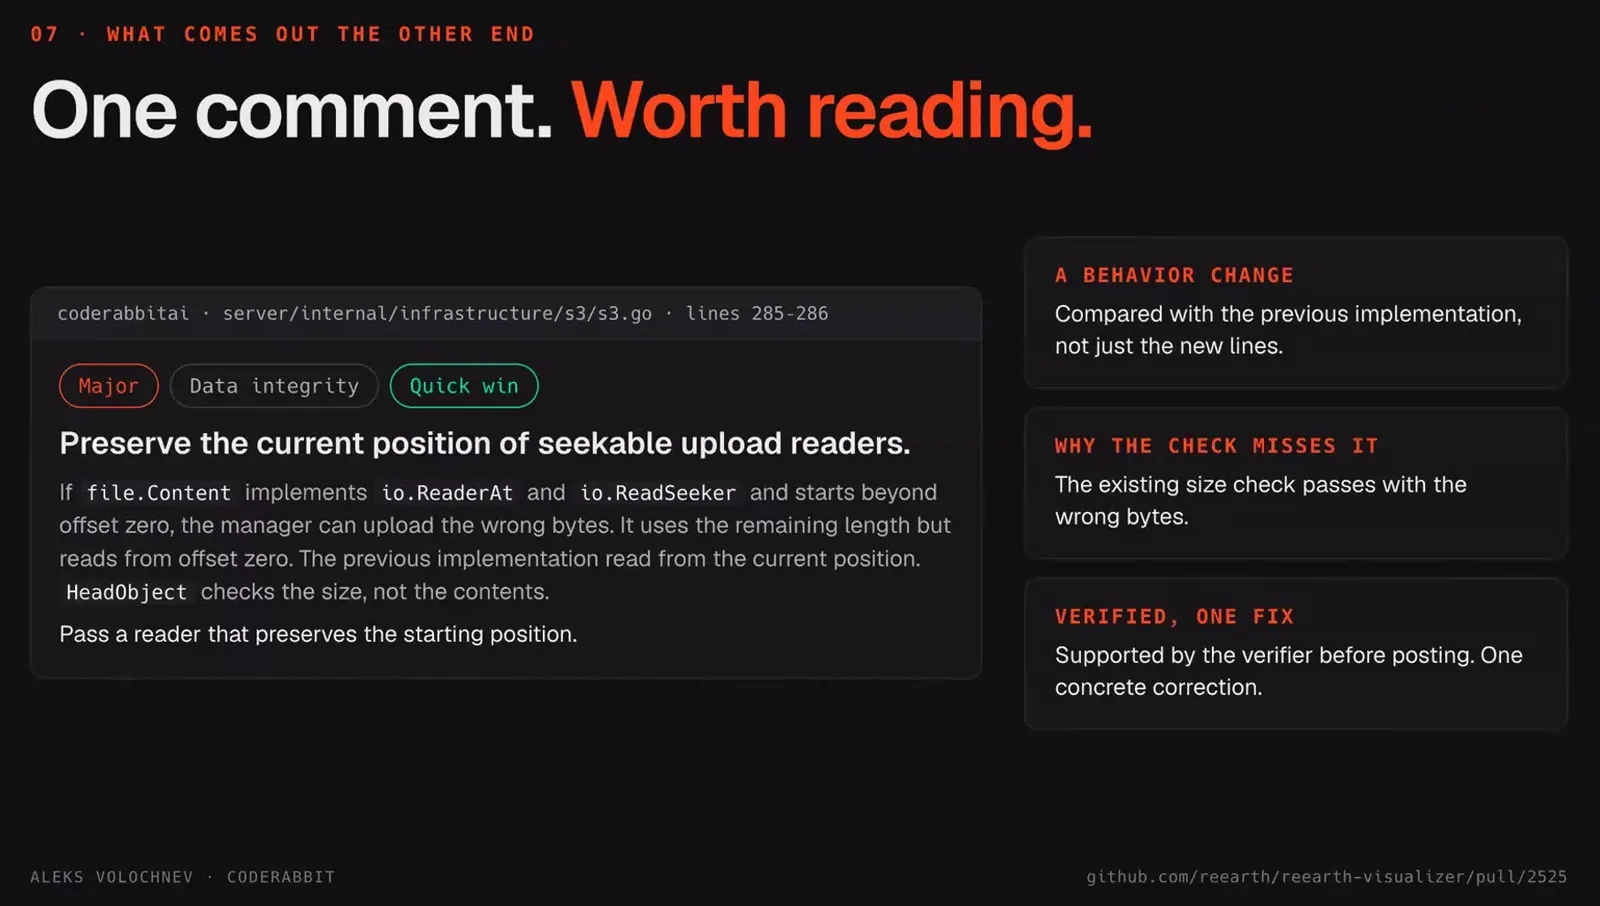 07 · WHAT COMES OUT THE OTHER END
One comment. Worth reading.
coderabbitai · server/internal/infrastructure/s3/s3.go · lines 285-286
Major Data integrity Quick win
Preserve the current position of seekable upload readers.
If file.Content implements io.ReaderAt and io.ReadSeeker and starts beyond
offset zero, the manager can upload the wrong bytes. It uses the remaining length but
reads from offset zero. The previous implementation read from the current position.
HeadObject checks the size, not the contents.
Pass a reader that preserves the starting position.
A BEHAVIOR CHANGE
Compared with the previous implementation,
not just the new lines.
WHY THE CHECK MISSES IT
The existing size check passes with the
wrong bytes.
VERIFIED, ONE FIX
Supported by the verifier before posting. One
concrete correction.
ALEKS VOLOCHNEV · CODERABBIT
github.com/reearth/reearth-visualizer/pull/2525